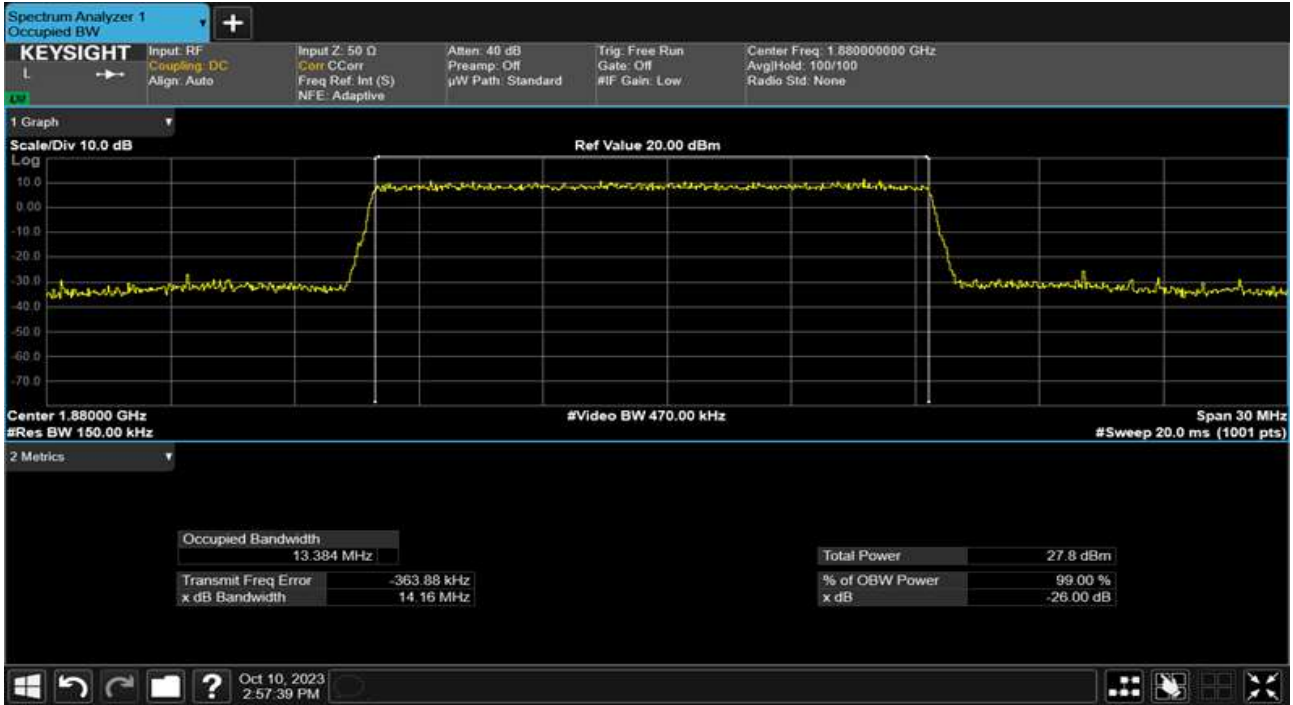 Spectrum Analyzer 1
Occupied BW
KEYSIGHT
L
Input: RF
Coupling: DC
Align: Auto
Input Z: 50 Ω
Corr CCorr
Freq Ref: Int (S)
NFE: Adaptive
Atten: 40 dB
Preamp: Off
µW Path: Standard
Trig: Free Run
Gate: Off
#IF Gain: Low
Center Freq: 1.880000000 GHz
Avg|Hold: 100/100
Radio Std: None
1 Graph
Scale/Div 10.0 dB
Ref Value 20.00 dBm
Log
10.0
0.00
-10.0
-20.0
-30.0
-40.0
-50.0
-60.0
-70.0
Center 1.88000 GHz
#Video BW 470.00 kHz
Span 30 MHz
#Res BW 150.00 kHz
#Sweep 20.0 ms (1001 pts)
2 Metrics
Occupied Bandwidth
13.384 MHz
Total Power 27.8 dBm
Transmit Freq Error -363.88 kHz
% of OBW Power 99.00 %
x dB Bandwidth 14.16 MHz
x dB -26.00 dB
?
Oct 10, 2023
2:57:39 PM